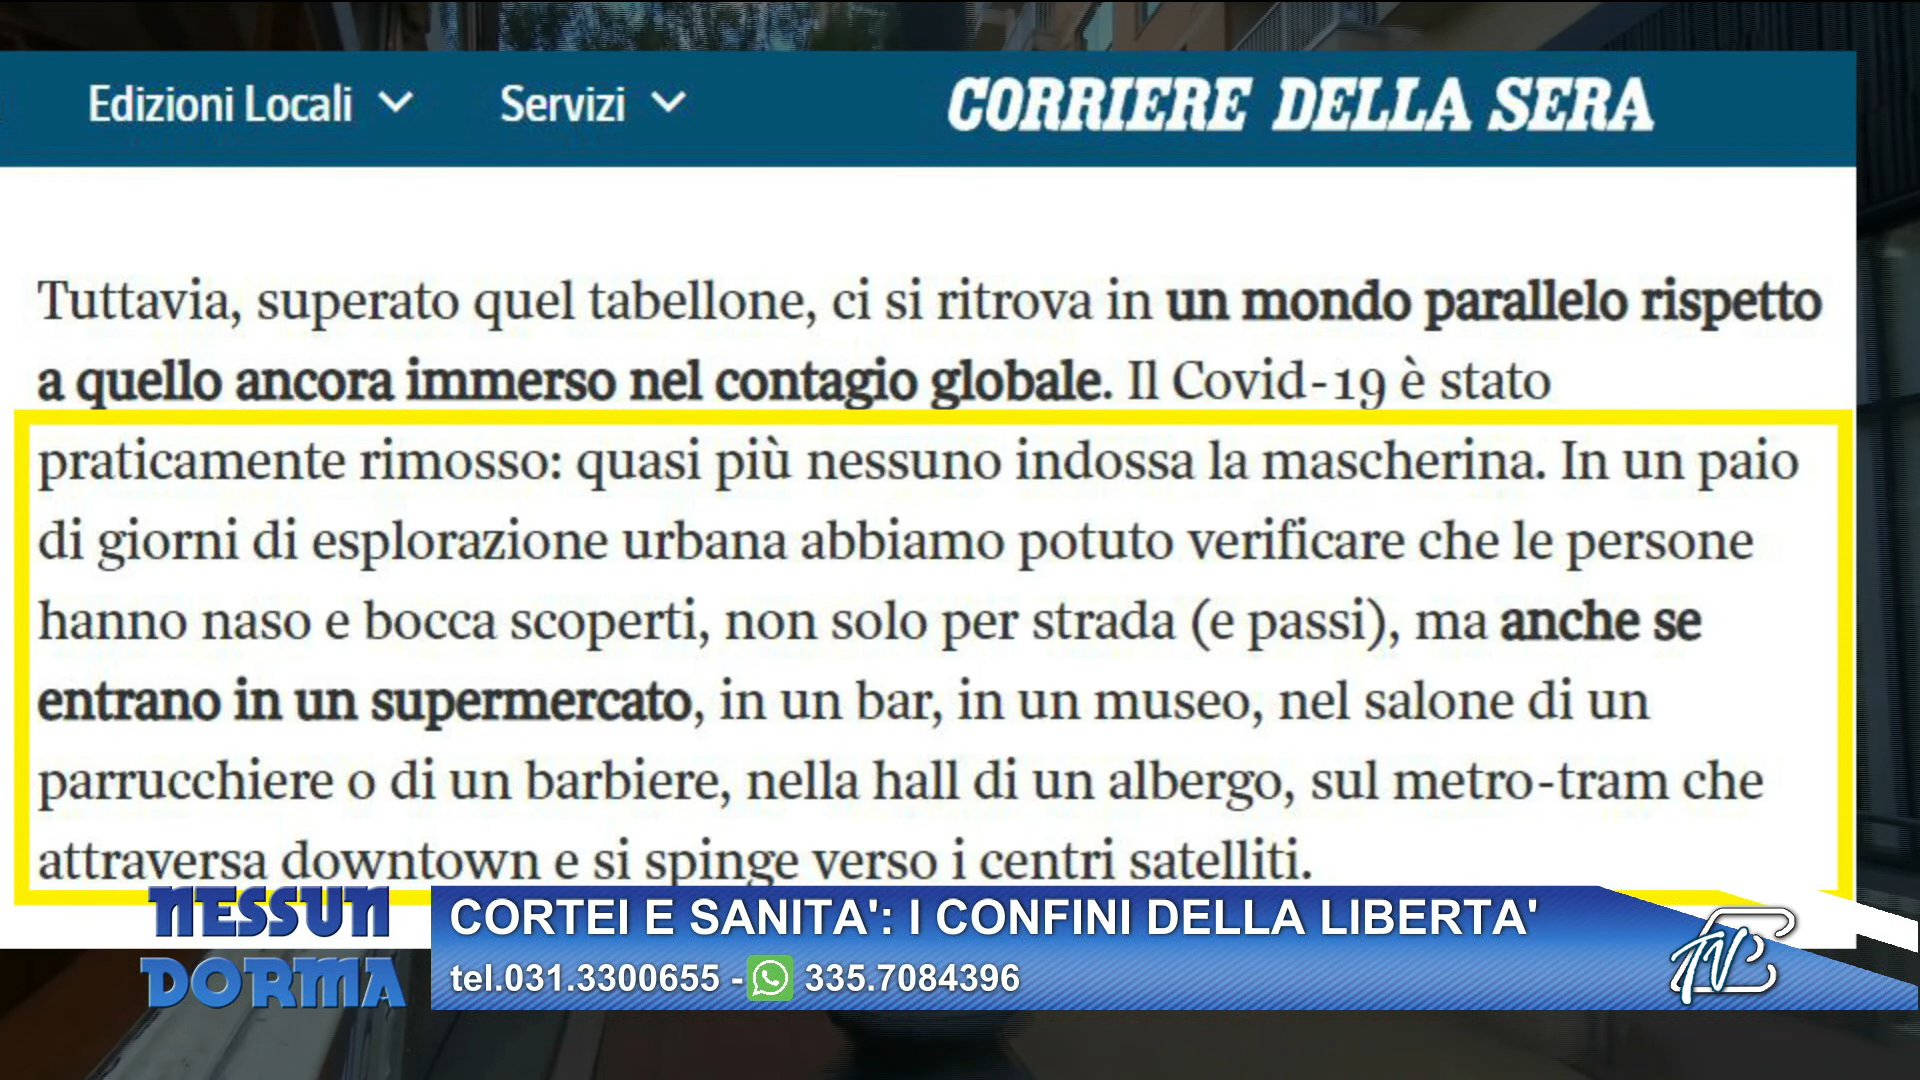 Edizioni Locali Servizi CORRIERE DELLA SERA
Tuttavia, superato quel tabellone, ci si ritrova in un mondo parallelo rispetto
a quello ancora immerso nel contagio globale. Il Covid-19 è stato
praticamente rimosso: quasi più nessuno indossa la mascherina. In un paio
di giorni di esplorazione urbana abbiamo potuto verificare che le persone
hanno naso e bocca scoperti, non solo per strada (e passi), ma anche se
entrano in un supermercato, in un bar, in un museo, nel salone di un
parrucchiere o di un barbiere, nella hall di un albergo, sul metro-tram che
attraversa downtown e si spinge verso i centri satelliti.
NESSUN
DORMA
CORTEI E SANITA': I CONFINI DELLA LIBERTA'
tel.031.3300655 - 335.7084396